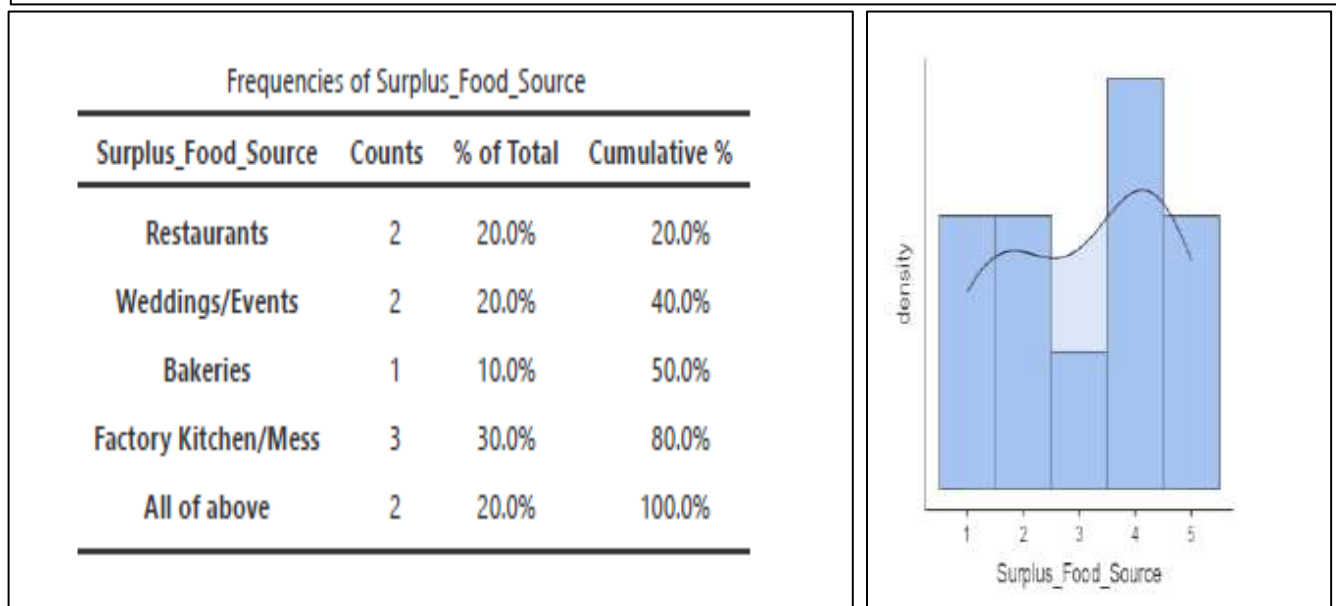 Frequencies of Surplus_Food_Source
Surplus_Food_Source Counts % of Total Cumulative %
Restaurants 2 20.0% 20.0%
Weddings/Events 2 20.0% 40.0%
Bakeries 1 10.0% 50.0%
Factory Kitchen/Mess 3 30.0% 80.0%
All of above 2 20.0% 100.0%
density
1 2 3 4 5
Surplus_Food_Source